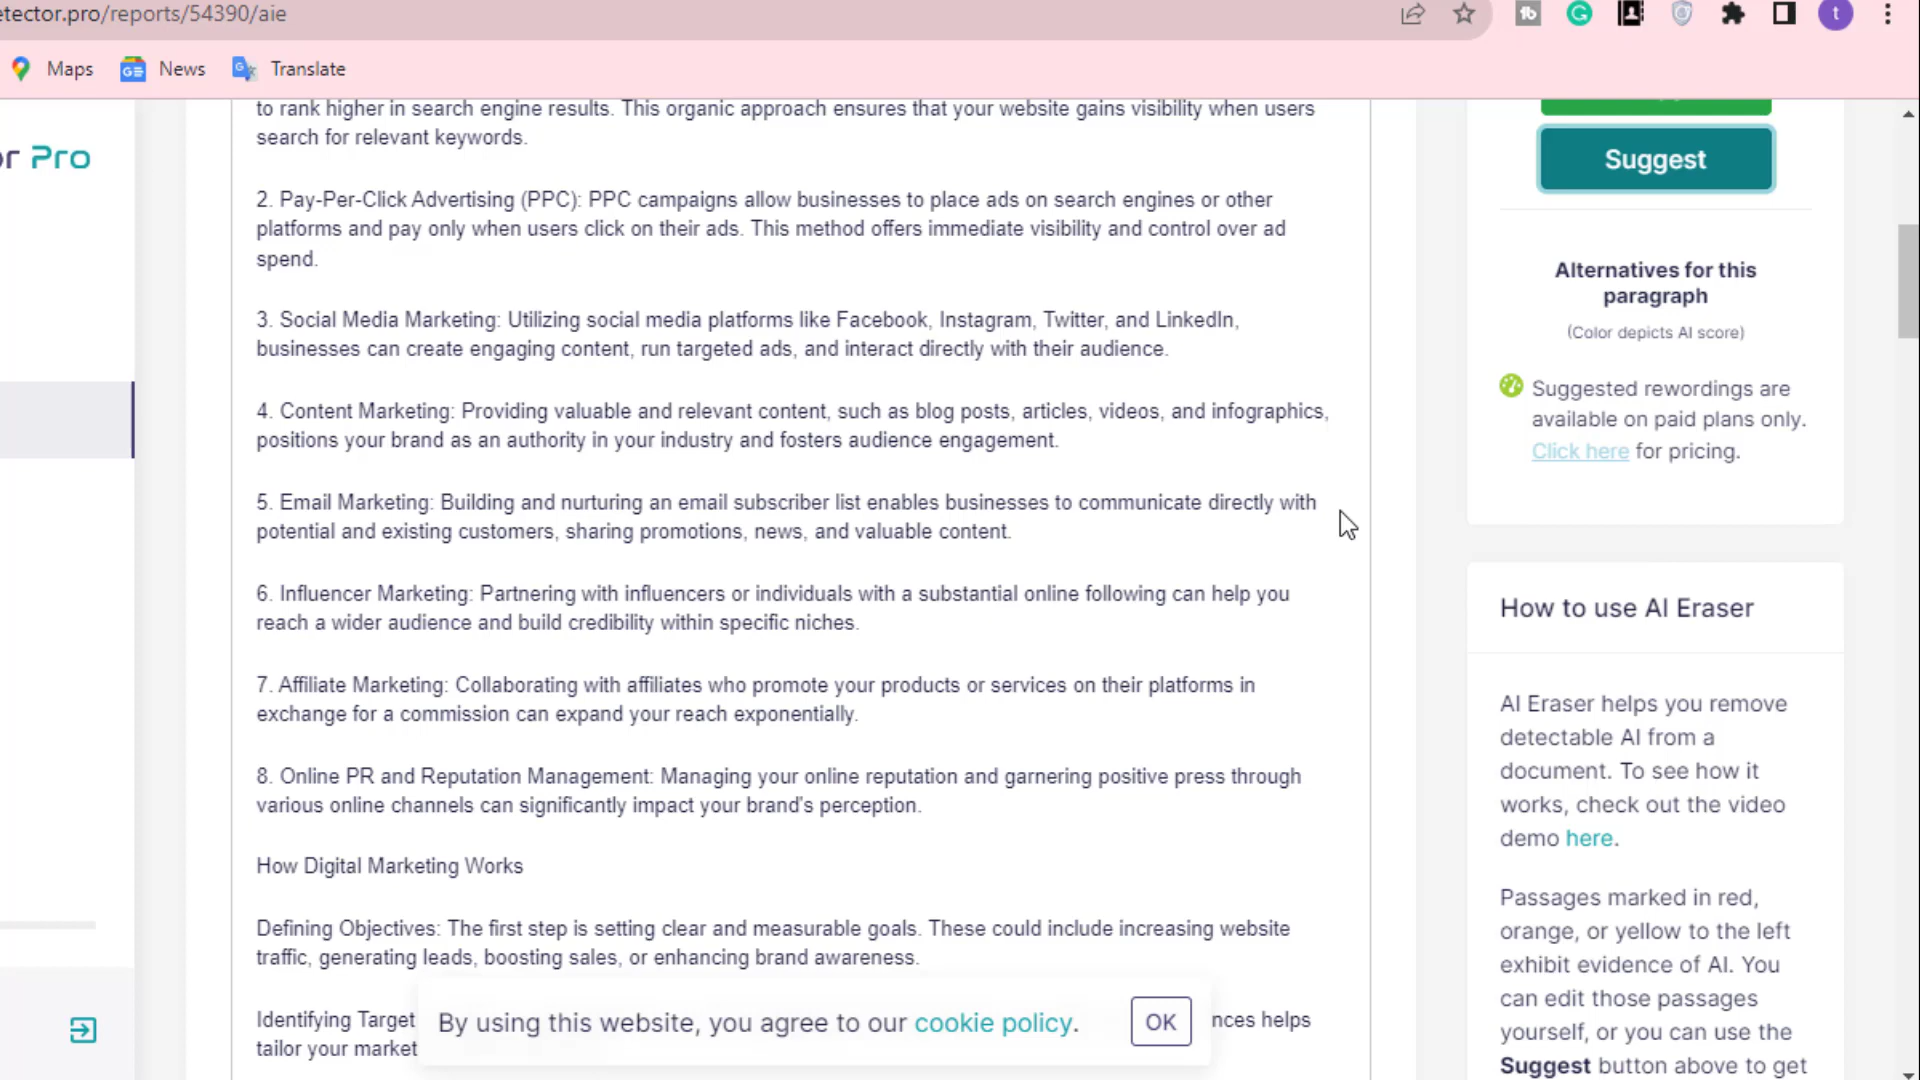 etector.pro/reports/54390/aie
t
Maps
News
Translate
or Pro
to rank higher in search engine results. This organic approach ensures that your website gains visibility when users
search for relevant keywords.
2. Pay-Per-Click Advertising (PPC): PPC campaigns allow businesses to place ads on search engines or other
platforms and pay only when users click on their ads. This method offers immediate visibility and control over ad
spend.
3. Social Media Marketing: Utilizing social media platforms like Facebook, Instagram, Twitter, and LinkedIn,
businesses can create engaging content, run targeted ads, and interact directly with their audience.
4. Content Marketing: Providing valuable and relevant content, such as blog posts, articles, videos, and infographics,
positions your brand as an authority in your industry and fosters audience engagement.
5. Email Marketing: Building and nurturing an email subscriber list enables businesses to communicate directly with
potential and existing customers, sharing promotions, news, and valuable content.
6. Influencer Marketing: Partnering with influencers or individuals with a substantial online following can help you
reach a wider audience and build credibility within specific niches.
7. Affiliate Marketing: Collaborating with affiliates who promote your products or services on their platforms in
exchange for a commission can expand your reach exponentially.
8. Online PR and Reputation Management: Managing your online reputation and garnering positive press through
various online channels can significantly impact your brand's perception.
How Digital Marketing Works
Defining Objectives: The first step is setting clear and measurable goals. These could include increasing website
traffic, generating leads, boosting sales, or enhancing brand awareness.
Identifying Target
nces helps
tailor your market
By using this website, you agree to our cookie policy.
OK
Suggest
Alternatives for this
paragraph
(Color depicts AI score)
Suggested rewordings are
available on paid plans only.
Click here for pricing.
How to use AI Eraser
AI Eraser helps you remove
detectable AI from a
document. To see how it
works, check out the video
demo here.
Passages marked in red,
orange, or yellow to the left
exhibit evidence of AI. You
can edit those passages
yourself, or you can use the
Suggest button above to get